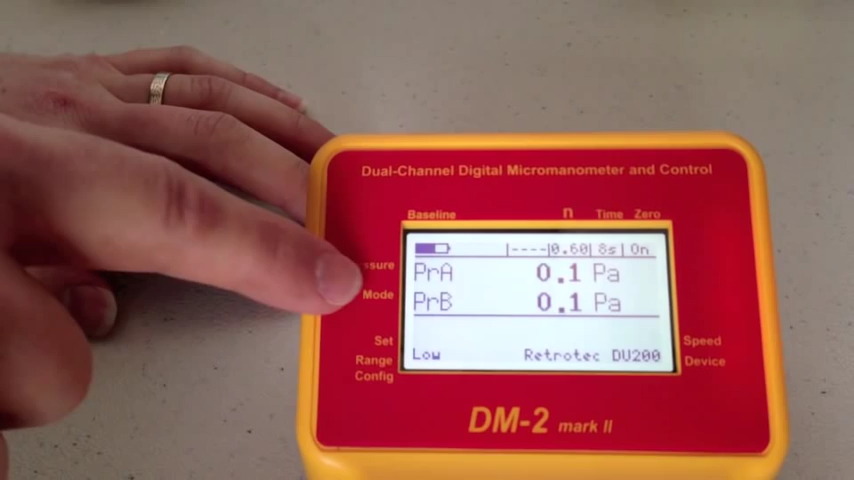 Dual-Channel Digital Micromanometer and Control
Baseline n Time Zero
|----|0.60| 8s| On
ssure PrA 0.1 Pa
Mode PrB 0.1 Pa
Set Speed
Range Low Retrotec DU200 Device
Config
DM-2 mark II